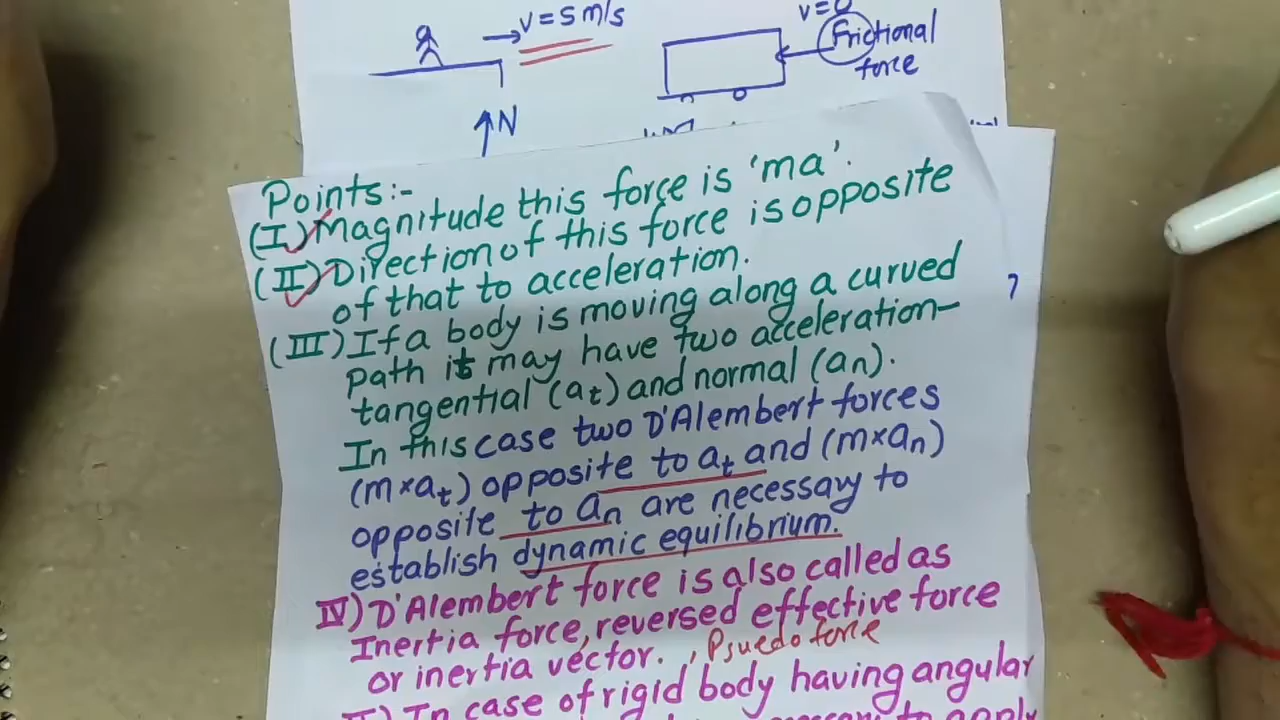 v = 5 m/s
v = 0
Frictional
force
N
Points:-
(I) Magnitude this force is 'ma'.
(II) Direction of this force is opposite
of that to acceleration.
(III) If a body is moving along a curved
path it may have two acceleration-
tangential (at) and normal (an).
In this case two D'Alembert forces
(m×at) opposite to at and (m×an)
opposite to an are necessary to
establish dynamic equilibrium.
IV) D'Alembert force is also called as
Inertia force, reversed effective force
or inertia vector. , Psuedo force
V) In case of rigid body having angular
to apply